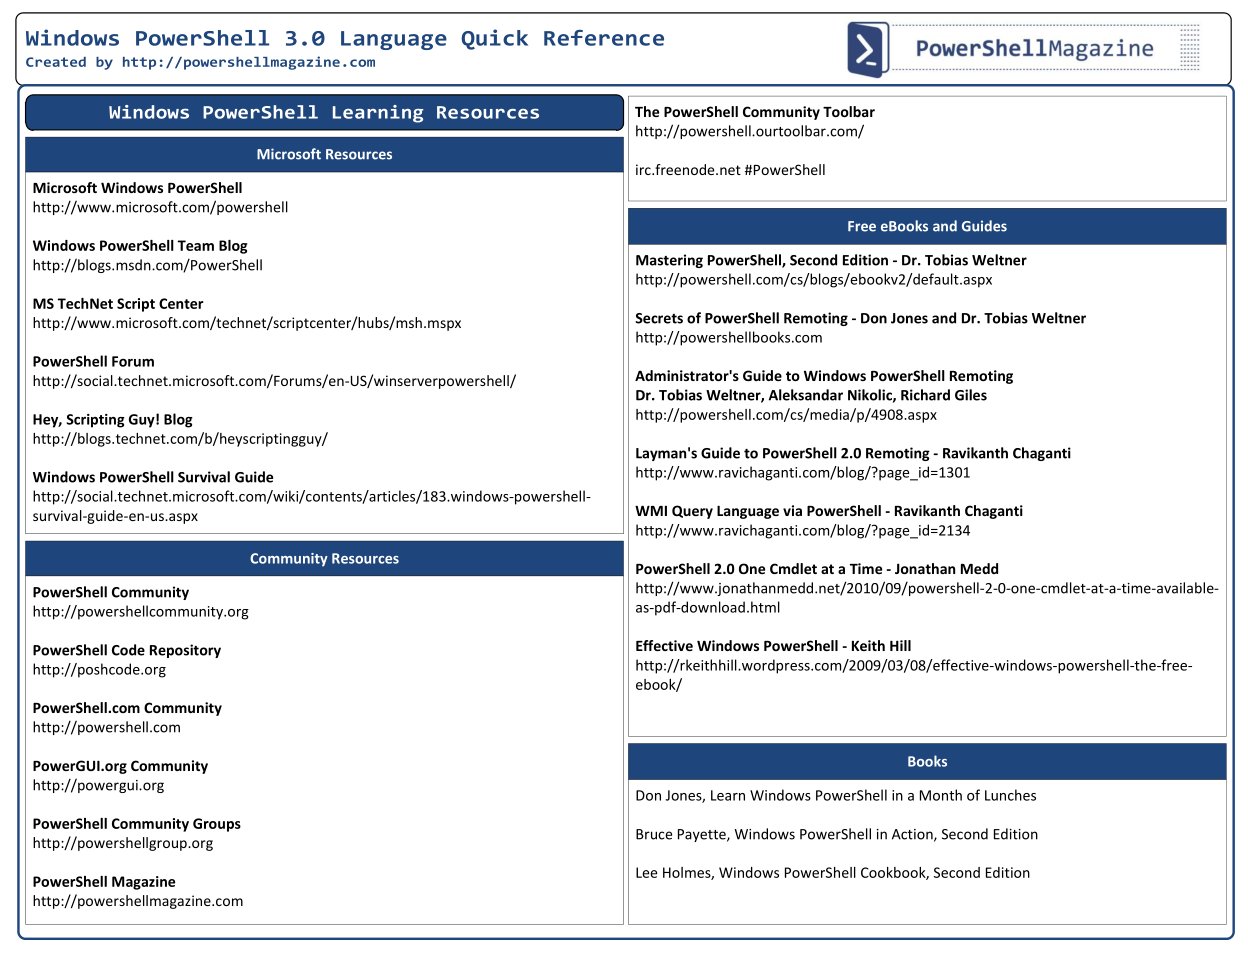 Windows PowerShell 3.0 Language Quick Reference
Created by http://powershellmagazine.com
PowerShellMagazine
Windows PowerShell Learning Resources
Microsoft Resources
Microsoft Windows PowerShell
http://www.microsoft.com/powershell
Windows PowerShell Team Blog
http://blogs.msdn.com/PowerShell
MS TechNet Script Center
http://www.microsoft.com/technet/scriptcenter/hubs/msh.mspx
PowerShell Forum
http://social.technet.microsoft.com/Forums/en-US/winserverpowershell/
Hey, Scripting Guy! Blog
http://blogs.technet.com/b/heyscriptingguy/
Windows PowerShell Survival Guide
http://social.technet.microsoft.com/wiki/contents/articles/183.windows-powershell-
survival-guide-en-us.aspx
Community Resources
PowerShell Community
http://powershellcommunity.org
PowerShell Code Repository
http://poshcode.org
PowerShell.com Community
http://powershell.com
PowerGUI.org Community
http://powergui.org
PowerShell Community Groups
http://powershellgroup.org
PowerShell Magazine
http://powershellmagazine.com
The PowerShell Community Toolbar
http://powershell.ourtoolbar.com/
irc.freenode.net #PowerShell
Free eBooks and Guides
Mastering PowerShell, Second Edition - Dr. Tobias Weltner
http://powershell.com/cs/blogs/ebookv2/default.aspx
Secrets of PowerShell Remoting - Don Jones and Dr. Tobias Weltner
http://powershellbooks.com
Administrator's Guide to Windows PowerShell Remoting
Dr. Tobias Weltner, Aleksandar Nikolic, Richard Giles
http://powershell.com/cs/media/p/4908.aspx
Layman's Guide to PowerShell 2.0 Remoting - Ravikanth Chaganti
http://www.ravichaganti.com/blog/?page_id=1301
WMI Query Language via PowerShell - Ravikanth Chaganti
http://www.ravichaganti.com/blog/?page_id=2134
PowerShell 2.0 One Cmdlet at a Time - Jonathan Medd
http://www.jonathanmedd.net/2010/09/powershell-2-0-one-cmdlet-at-a-time-available-
as-pdf-download.html
Effective Windows PowerShell - Keith Hill
http://rkeithhill.wordpress.com/2009/03/08/effective-windows-powershell-the-free-
ebook/
Books
Don Jones, Learn Windows PowerShell in a Month of Lunches
Bruce Payette, Windows PowerShell in Action, Second Edition
Lee Holmes, Windows PowerShell Cookbook, Second Edition